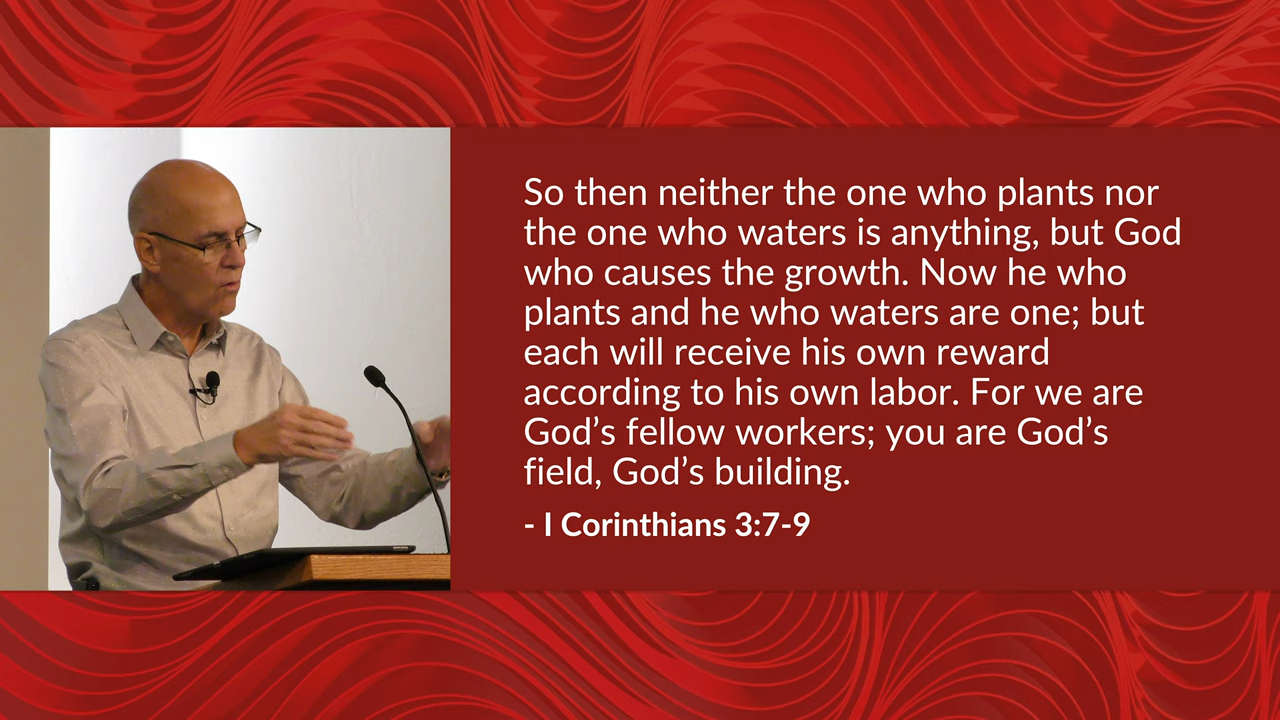 So then neither the one who plants nor
the one who waters is anything, but God
who causes the growth. Now he who
plants and he who waters are one; but
each will receive his own reward
according to his own labor. For we are
God’s fellow workers; you are God’s
field, God’s building.
- I Corinthians 3:7-9